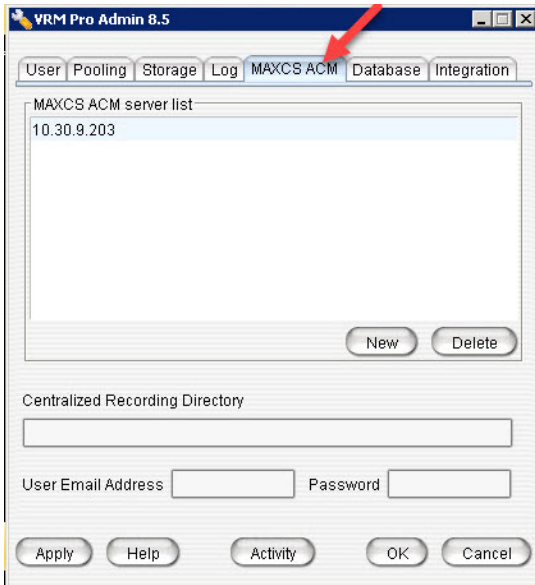 VRM Pro Admin 8.5
User Pooling Storage Log MAXCS ACM Database Integration
MAXCS ACM server list
10.30.9.203
New Delete
Centralized Recording Directory
User Email Address Password
Apply Help Activity OK Cancel